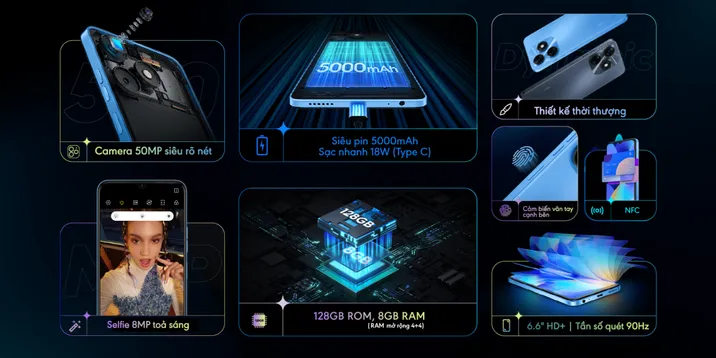 Camera 50MP siêu rõ nét
5000mAh
Siêu pin 5000mAh
Sạc nhanh 18W (Type C)
Thiết kế thời thượng
Cảm biến vân tay
cạnh bên
NFC
Selfie 8MP toả sáng
128GB
8GB
128GB ROM, 8GB RAM
(RAM mở rộng 4+4)
6.6" HD+ | Tần số quét 90Hz